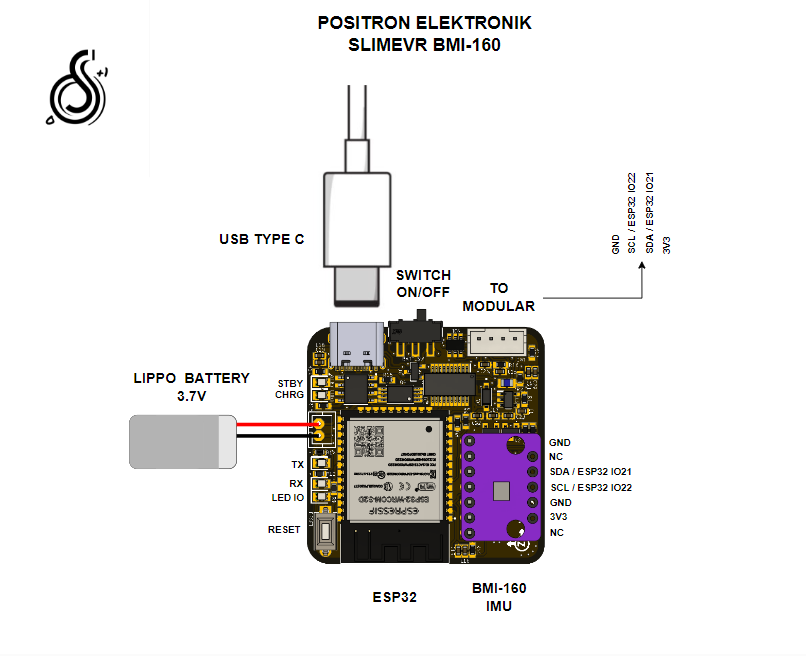 POSITRON ELEKTRONIK
SLIMEVR BMI-160
+1
USB TYPE C
SWITCH
ON/OFF
TO
MODULAR
GND
SCL / ESP32 IO22
SDA / ESP32 IO21
3V3
LIPPO BATTERY
3.7V
STBY
CHRG
TX
RX
LED IO
RESET
ESPRESSIF
ESP32-WROOM-32D
GND
NC
SDA / ESP32 IO21
SCL / ESP32 IO22
GND
3V3
NC
ESP32
BMI-160
IMU